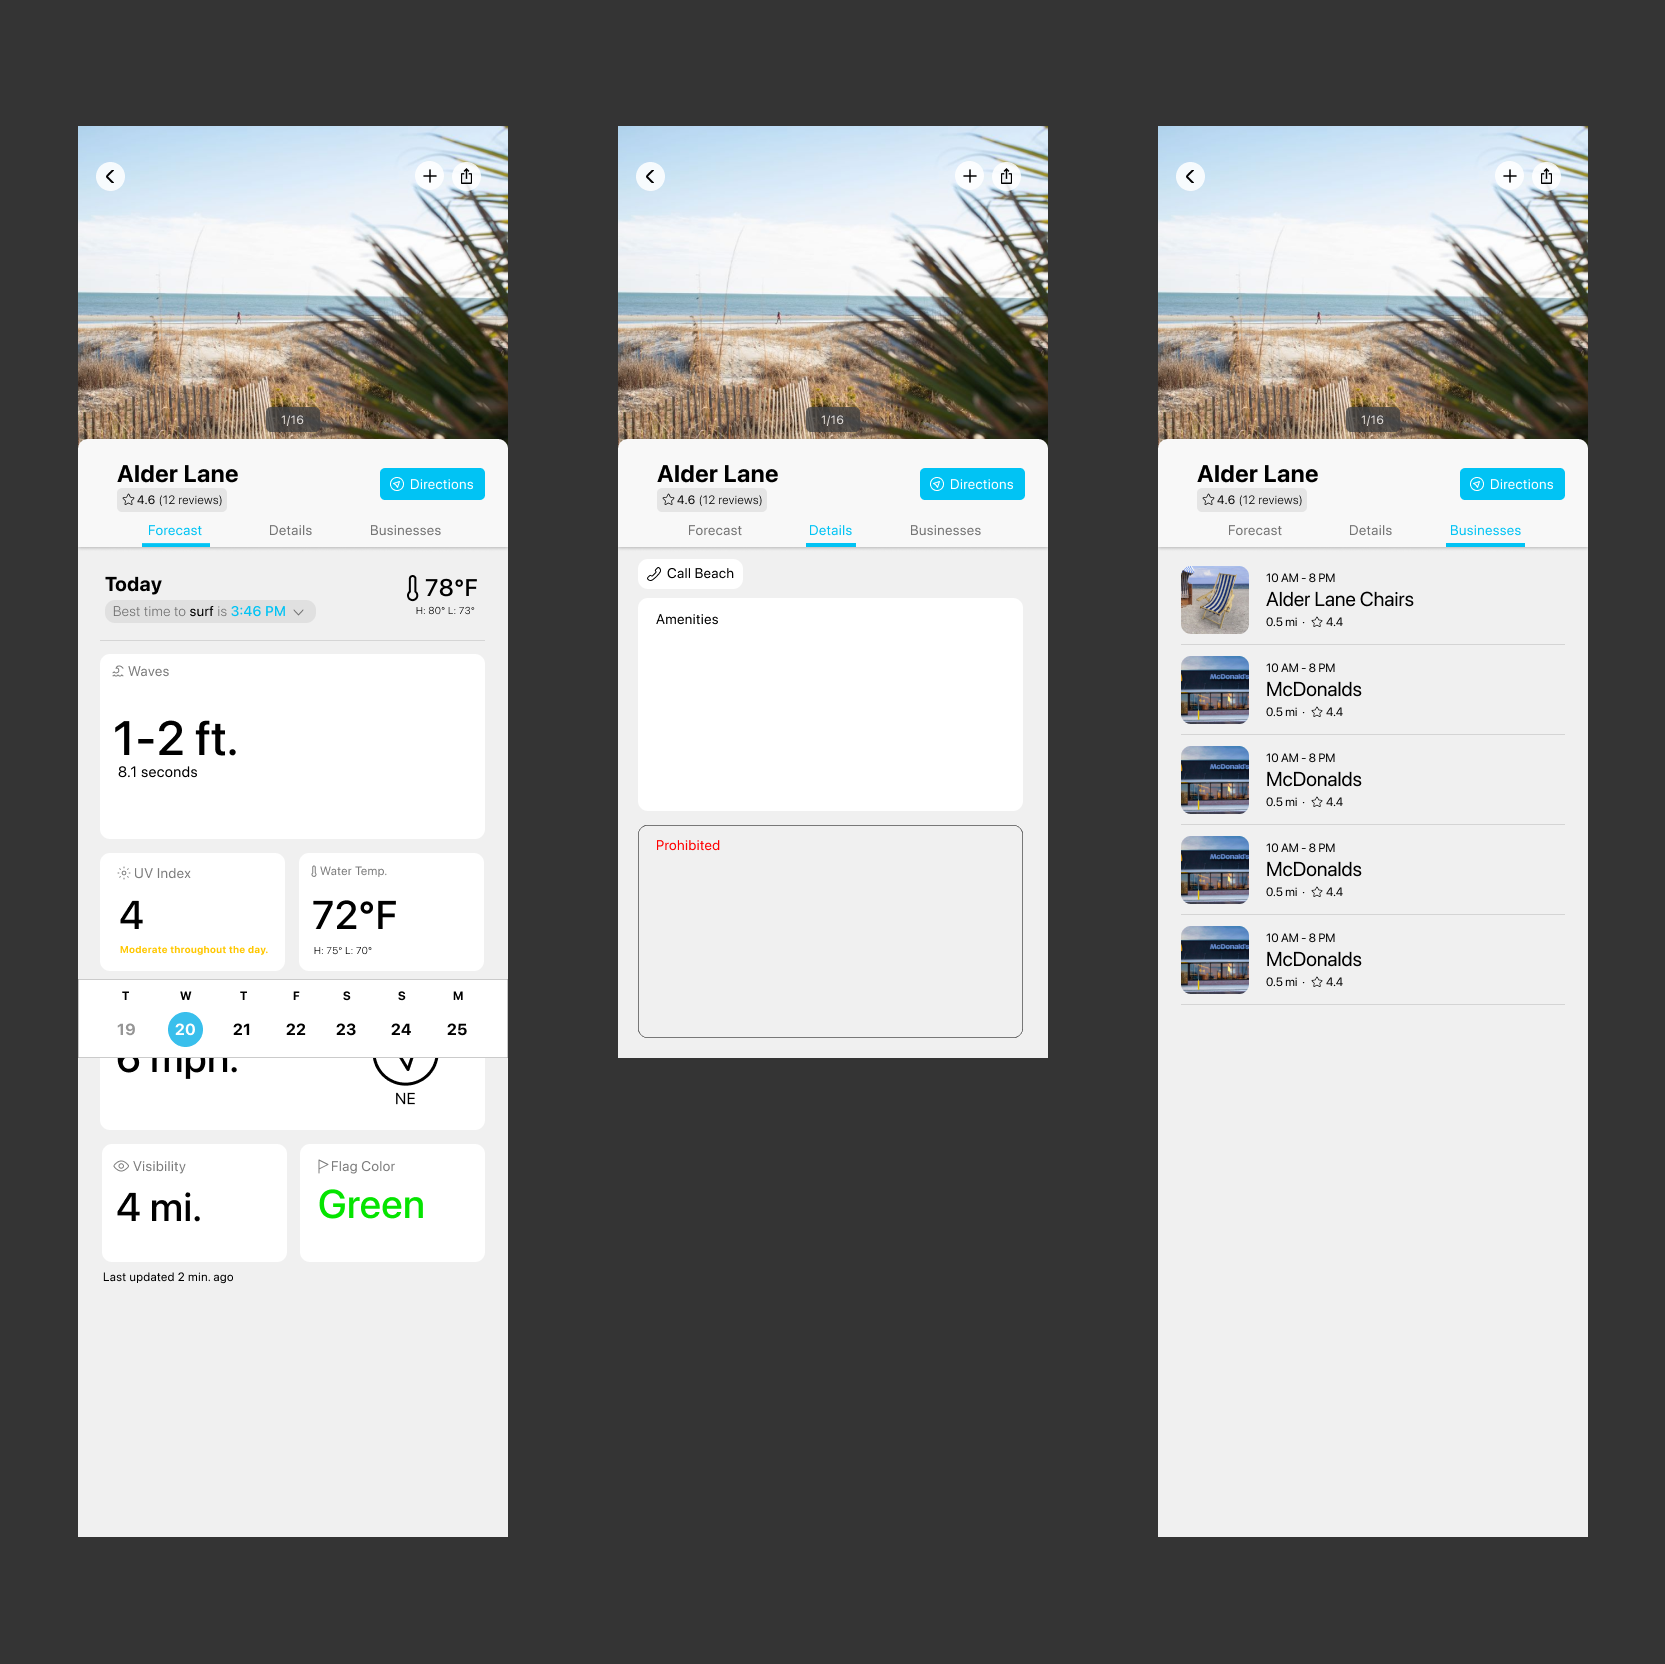 1/16
Alder Lane
4.6 (12 reviews)
Directions
Forecast Details Businesses
Today
78°F
Best time to surf is 3:46 PM
H: 80° L: 73°
Waves
1-2 ft.
8.1 seconds
UV Index
4
Moderate throughout the day.
Water Temp.
72°F
H: 75° L: 70°
T W T F S S M
19 20 21 22 23 24 25
6 mph.
NE
Visibility
4 mi.
Flag Color
Green
Last updated 2 min. ago
1/16
Alder Lane
4.6 (12 reviews)
Directions
Forecast Details Businesses
Call Beach
Amenities
Prohibited
1/16
Alder Lane
4.6 (12 reviews)
Directions
Forecast Details Businesses
10 AM - 8 PM
Alder Lane Chairs
0.5 mi · 4.4
McDonald's
10 AM - 8 PM
McDonalds
0.5 mi · 4.4
McDonald's
10 AM - 8 PM
McDonalds
0.5 mi · 4.4
McDonald's
10 AM - 8 PM
McDonalds
0.5 mi · 4.4
McDonald's
10 AM - 8 PM
McDonalds
0.5 mi · 4.4